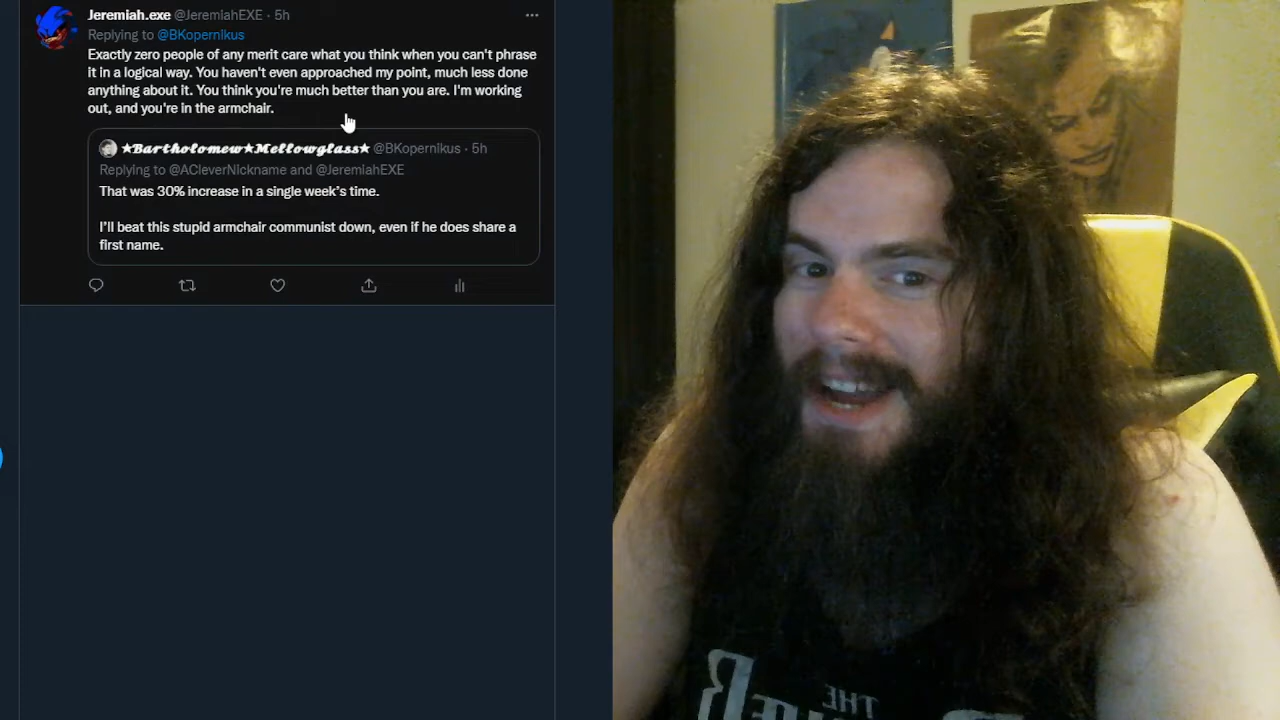 Jeremiah.exe @JeremiahEXE · 5h
Replying to @BKopernikus
Exactly zero people of any merit care what you think when you can't phrase
it in a logical way. You haven't even approached my point, much less done
anything about it. You think you're much better than you are. I'm working
out, and you're in the armchair.
★Bartholomew★Mellowglass★ @BKopernikus · 5h
Replying to @ACleverNickname and @JeremiahEXE
That was 30% increase in a single week's time.
I'll beat this stupid armchair communist down, even if he does share a
first name.
THE